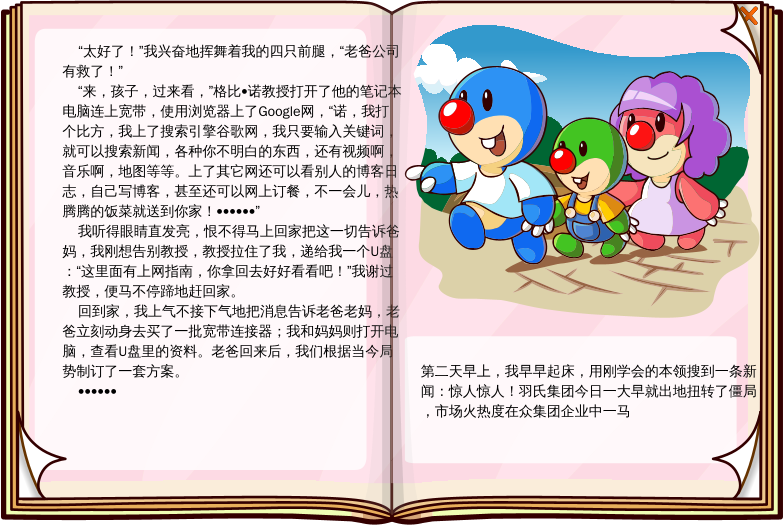 “太好了！”我兴奋地挥舞着我的四只前腿，“老爸公司
有救了！”
“来，孩子，过来看，”格比•诺教授打开了他的笔记本
电脑连上宽带，使用浏览器上了Google网，“诺，我打
个比方，我上了搜索引擎谷歌网，我只要输入关键词，
就可以搜索新闻，各种你不明白的东西，还有视频啊，
音乐啊，地图等等。上了其它网还可以看别人的博客日
志，自己写博客，甚至还可以网上订餐，不一会儿，热
腾腾的饭菜就送到你家！••••••”
我听得眼睛直发亮，恨不得马上回家把这一切告诉爸
妈，我刚想告别教授，教授拉住了我，递给我一个U盘
：“这里面有上网指南，你拿回去好好看看吧！”我谢过
教授，便马不停蹄地赶回家。
回到家，我上气不接下气地把消息告诉老爸老妈，老
爸立刻动身去买了一批宽带连接器；我和妈妈则打开电
脑，查看U盘里的资料。老爸回来后，我们根据当今局
势制订了一套方案。
••••••
第二天早上，我早早起床，用刚学会的本领搜到一条新
闻：惊人惊人！羽氏集团今日一大早就出地扭转了僵局
，市场火热度在众集团企业中一马